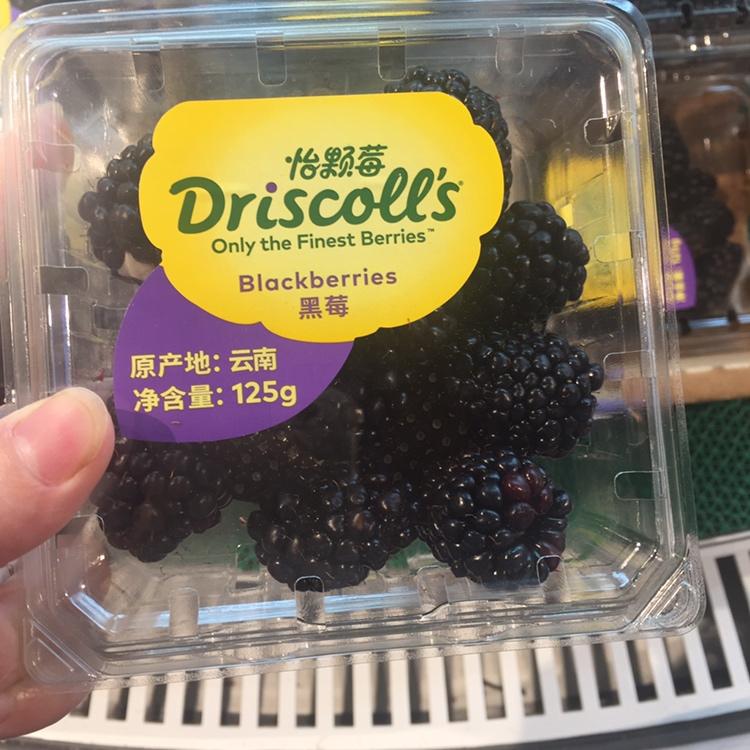 怡颗莓
Driscoll's
Only the Finest Berries™
Blackberries
黑莓
原产地：云南
净含量：125g